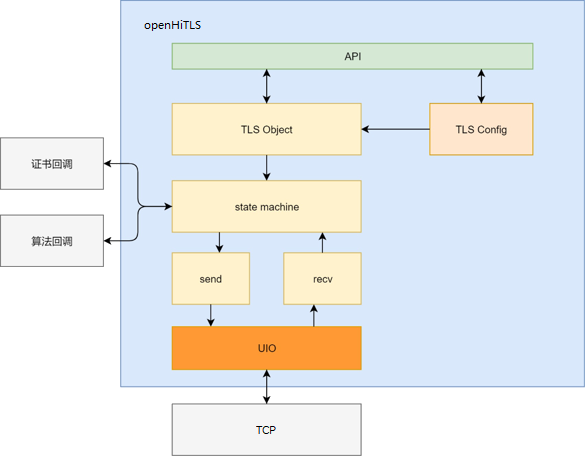 openHiTLS
API
TLS Object
TLS Config
证书回调
state machine
算法回调
send
recv
UIO
TCP